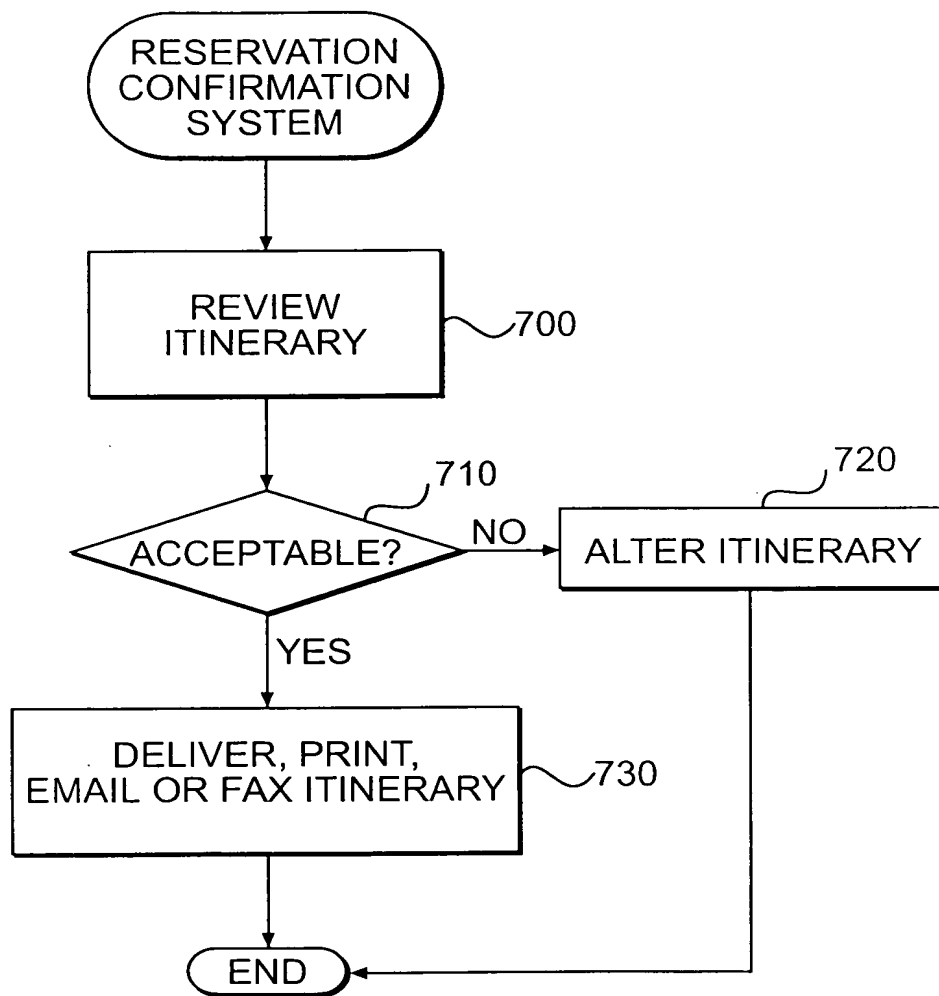 RESERVATION
CONFIRMATION
SYSTEM
REVIEW
ITINERARY
700
710
ACCEPTABLE?
NO
720
ALTER ITINERARY
YES
DELIVER, PRINT,
EMAIL OR FAX ITINERARY
730
END